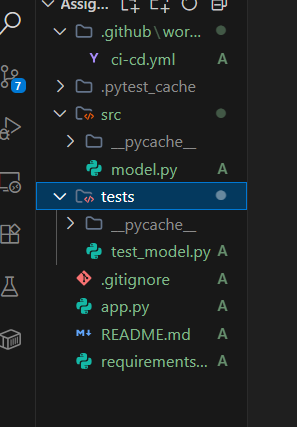 Assig...
.github\wor...
Y ci-cd.yml A
.pytest_cache
src
__pycache__
model.py A
tests
__pycache__
test_model.py A
.gitignore A
app.py A
M↓ README.md A
requirements... A
7